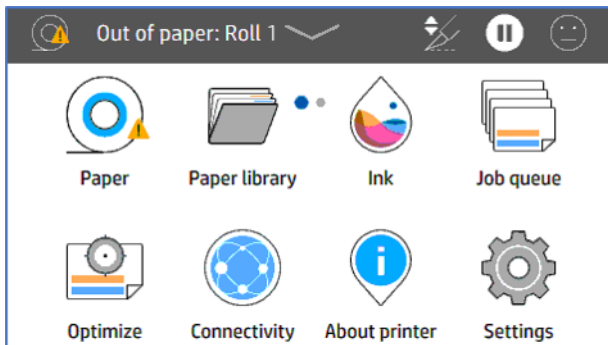 Out of paper: Roll 1
Paper
Paper library
Ink
Job queue
Optimize
Connectivity
About printer
Settings